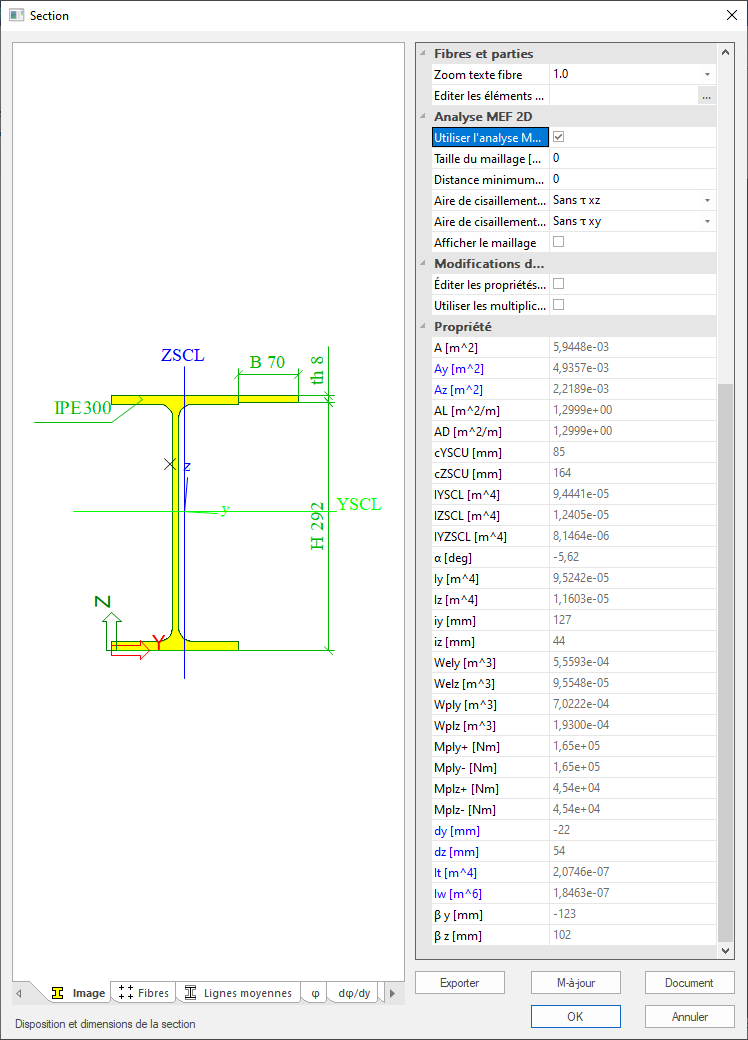 Section
ZSCL
B 70
th 8
IPE300
z
y
YSCL
H 292
Z
Y
Image
Fibres
Lignes moyennes
φ
dφ/dy
Disposition et dimensions de la section
Fibres et parties
Zoom texte fibre 1.0
Editer les éléments ... ...
Analyse MEF 2D
Utiliser l'analyse M...
Taille du maillage [... 0
Distance minimum... 0
Aire de cisaillement... Sans τ xz
Aire de cisaillement... Sans τ xy
Afficher le maillage
Modifications d...
Éditer les propriétés...
Utiliser les multiplic...
Propriété
A [m^2] 5,9448e-03
Ay [m^2] 4,9357e-03
Az [m^2] 2,2189e-03
AL [m^2/m] 1,2999e+00
AD [m^2/m] 1,2999e+00
cYSCU [mm] 85
cZSCU [mm] 164
IYSCL [m^4] 9,4441e-05
IZSCL [m^4] 1,2405e-05
IYZSCL [m^4] 8,1464e-06
α [deg] -5,62
Iy [m^4] 9,5242e-05
Iz [m^4] 1,1603e-05
iy [mm] 127
iz [mm] 44
Wely [m^3] 5,5593e-04
Welz [m^3] 9,5548e-05
Wply [m^3] 7,0222e-04
Wplz [m^3] 1,9300e-04
Mply+ [Nm] 1,65e+05
Mply- [Nm] 1,65e+05
Mplz+ [Nm] 4,54e+04
Mplz- [Nm] 4,54e+04
dy [mm] -22
dz [mm] 54
It [m^4] 2,0746e-07
Iw [m^6] 1,8463e-07
β y [mm] -123
β z [mm] 102
Exporter
M-à-jour
Document
OK
Annuler